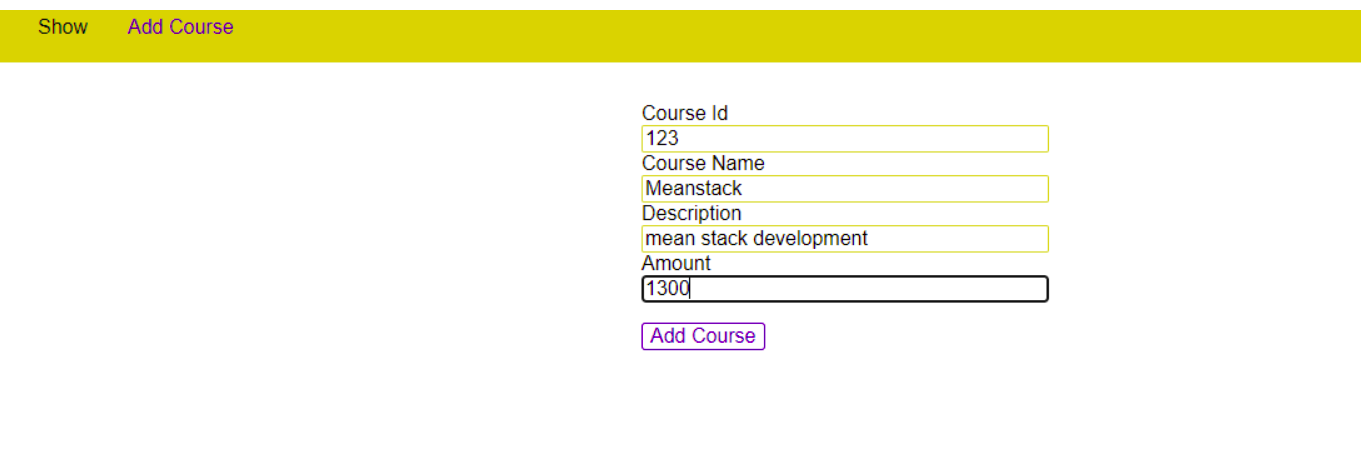 Show Add Course
Course Id
123
Course Name
Meanstack
Description
mean stack development
Amount
1300
Add Course